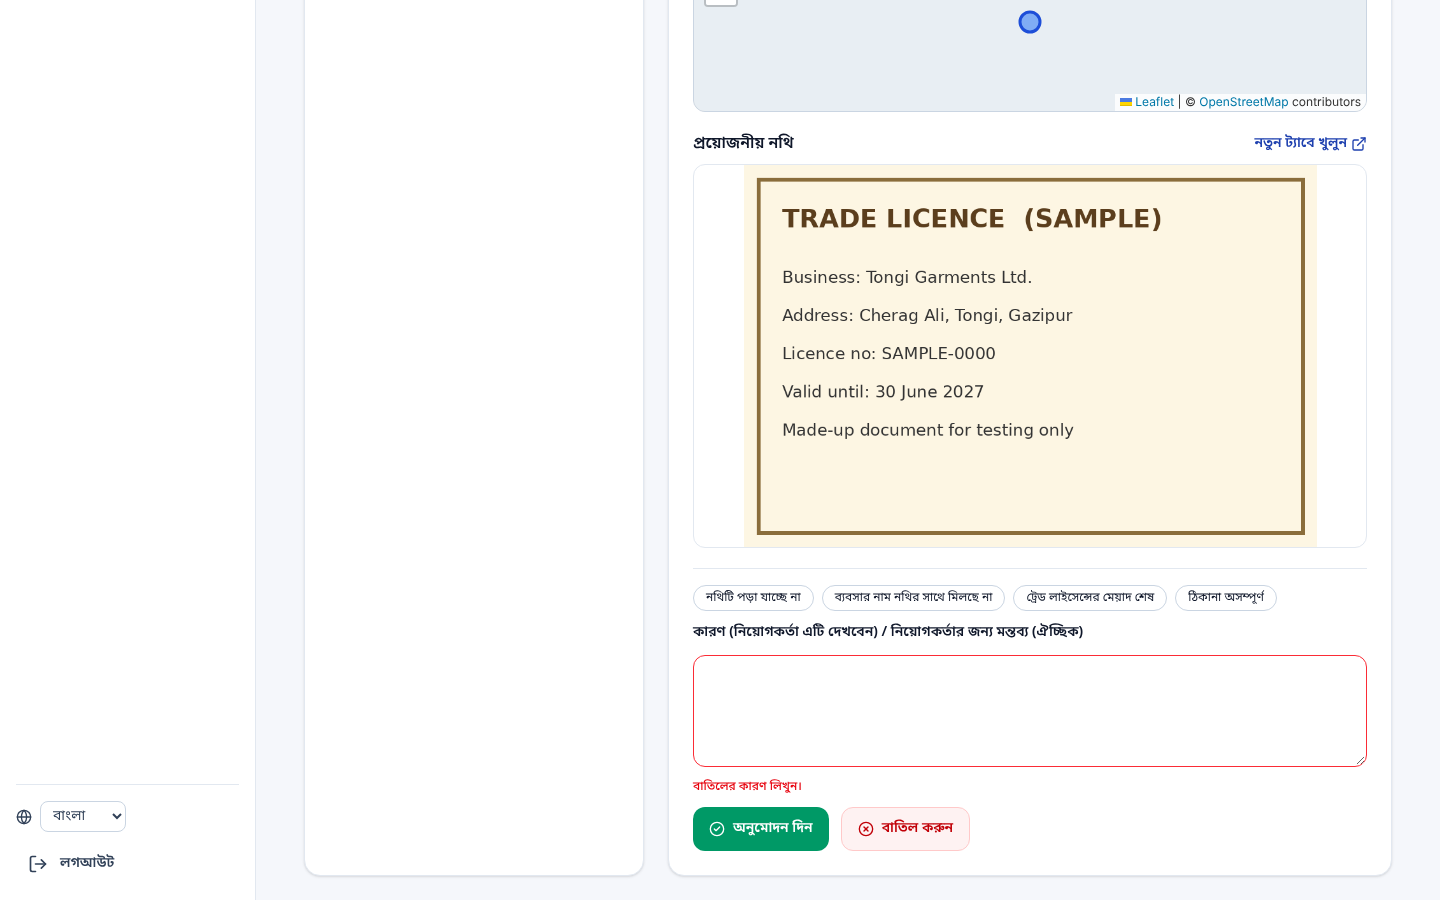 Leaflet | © OpenStreetMap contributors
প্রয়োজনীয় নথি
নতুন ট্যাবে খুলুন
TRADE LICENCE (SAMPLE)
Business: Tongi Garments Ltd.
Address: Cherag Ali, Tongi, Gazipur
Licence no: SAMPLE-0000
Valid until: 30 June 2027
Made-up document for testing only
নথিটি পড়া যাচ্ছে না
ব্যবসার নাম নথির সাথে মিলছে না
ট্রেড লাইসেন্সের মেয়াদ শেষ
ঠিকানা অসম্পূর্ণ
কারণ (নিয়োগকর্তা এটি দেখবেন) / নিয়োগকর্তার জন্য মন্তব্য (ঐচ্ছিক)
বাতিলের কারণ লিখুন।
অনুমোদন দিন
বাতিল করুন
বাংলা
লগআউট